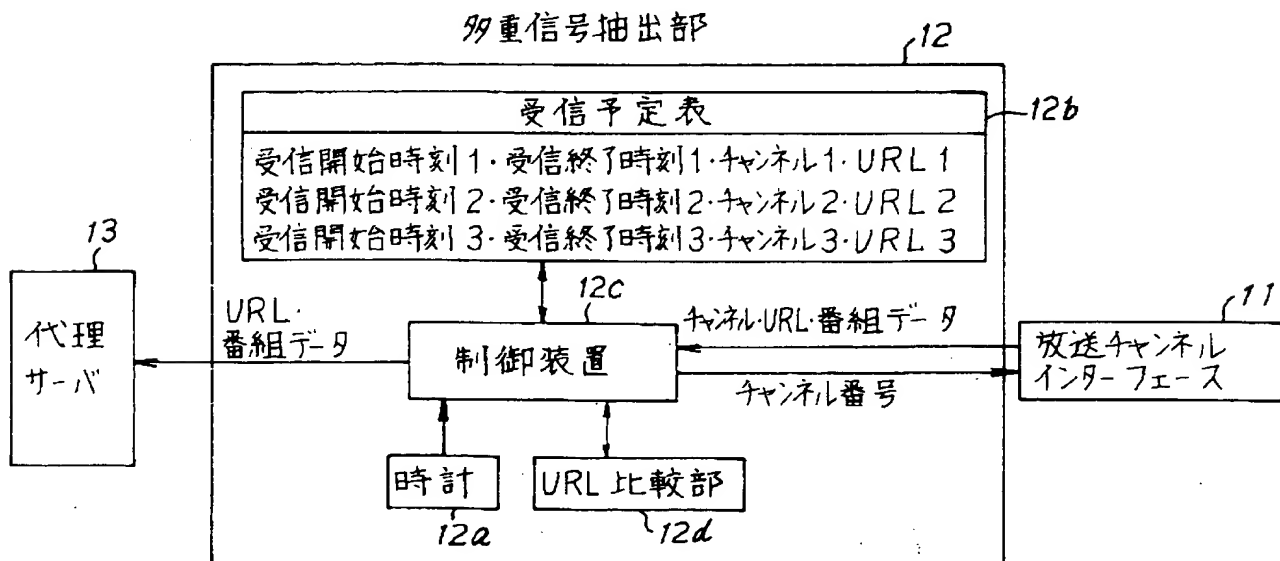 多重信号抽出部
12
受信予定表
12b
受信開始時刻1・受信終了時刻1・チャンネル1・URL1
受信開始時刻2・受信終了時刻2・チャンネル2・URL2
受信開始時刻3・受信終了時刻3・チャンネル3・URL3
13
代理
サーバ
URL・
番組データ
12c
制御装置
チャンネル・URL・番組データ
チャンネル番号
11
放送チャンネル
インターフェース
時計
12a
URL比較部
12d